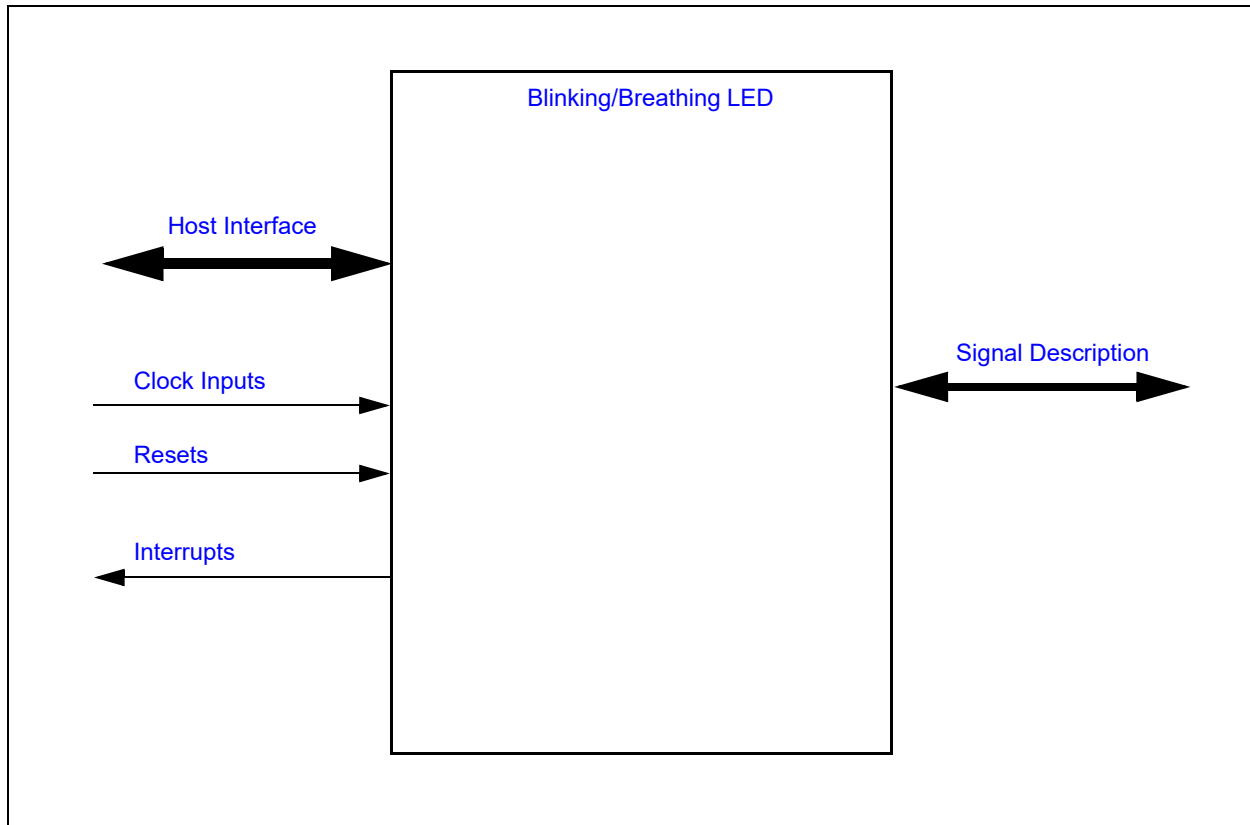 Blinking/Breathing LED
Host Interface
Signal Description
Clock Inputs
Resets
Interrupts